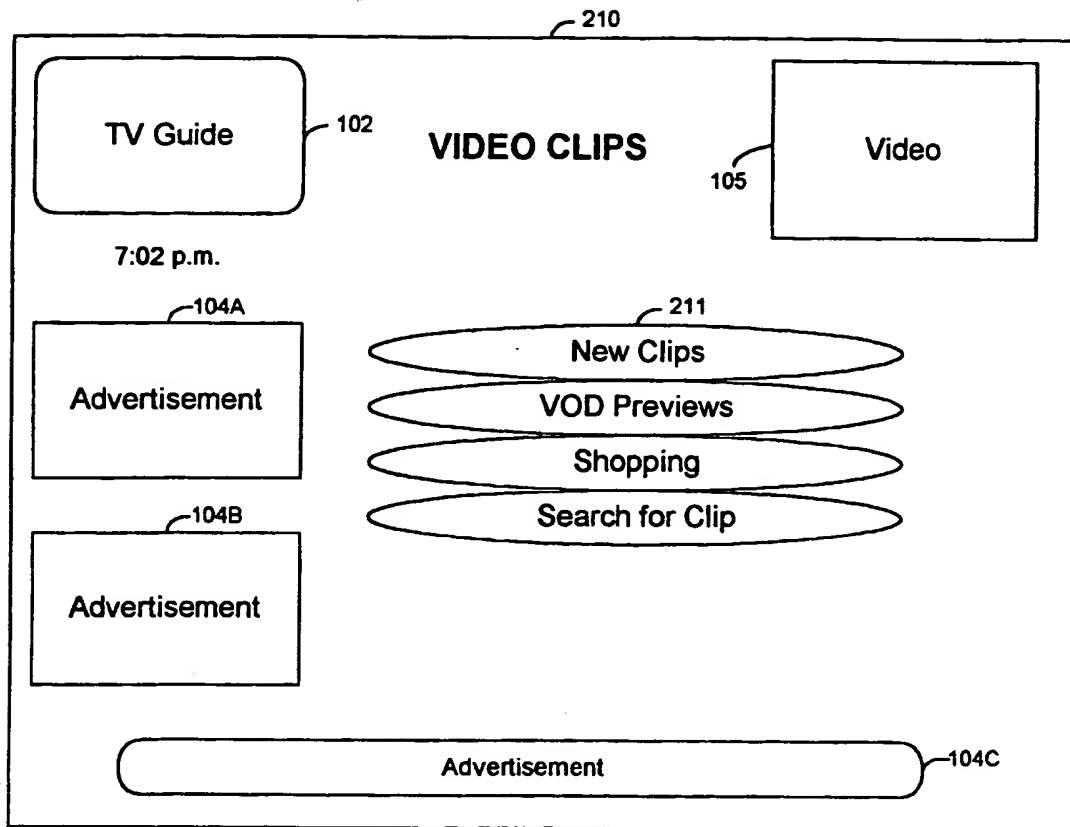 210
TV Guide
102
VIDEO CLIPS
105
Video
7:02 p.m.
104A
Advertisement
211
New Clips
VOD Previews
Shopping
Search for Clip
104B
Advertisement
Advertisement
104C